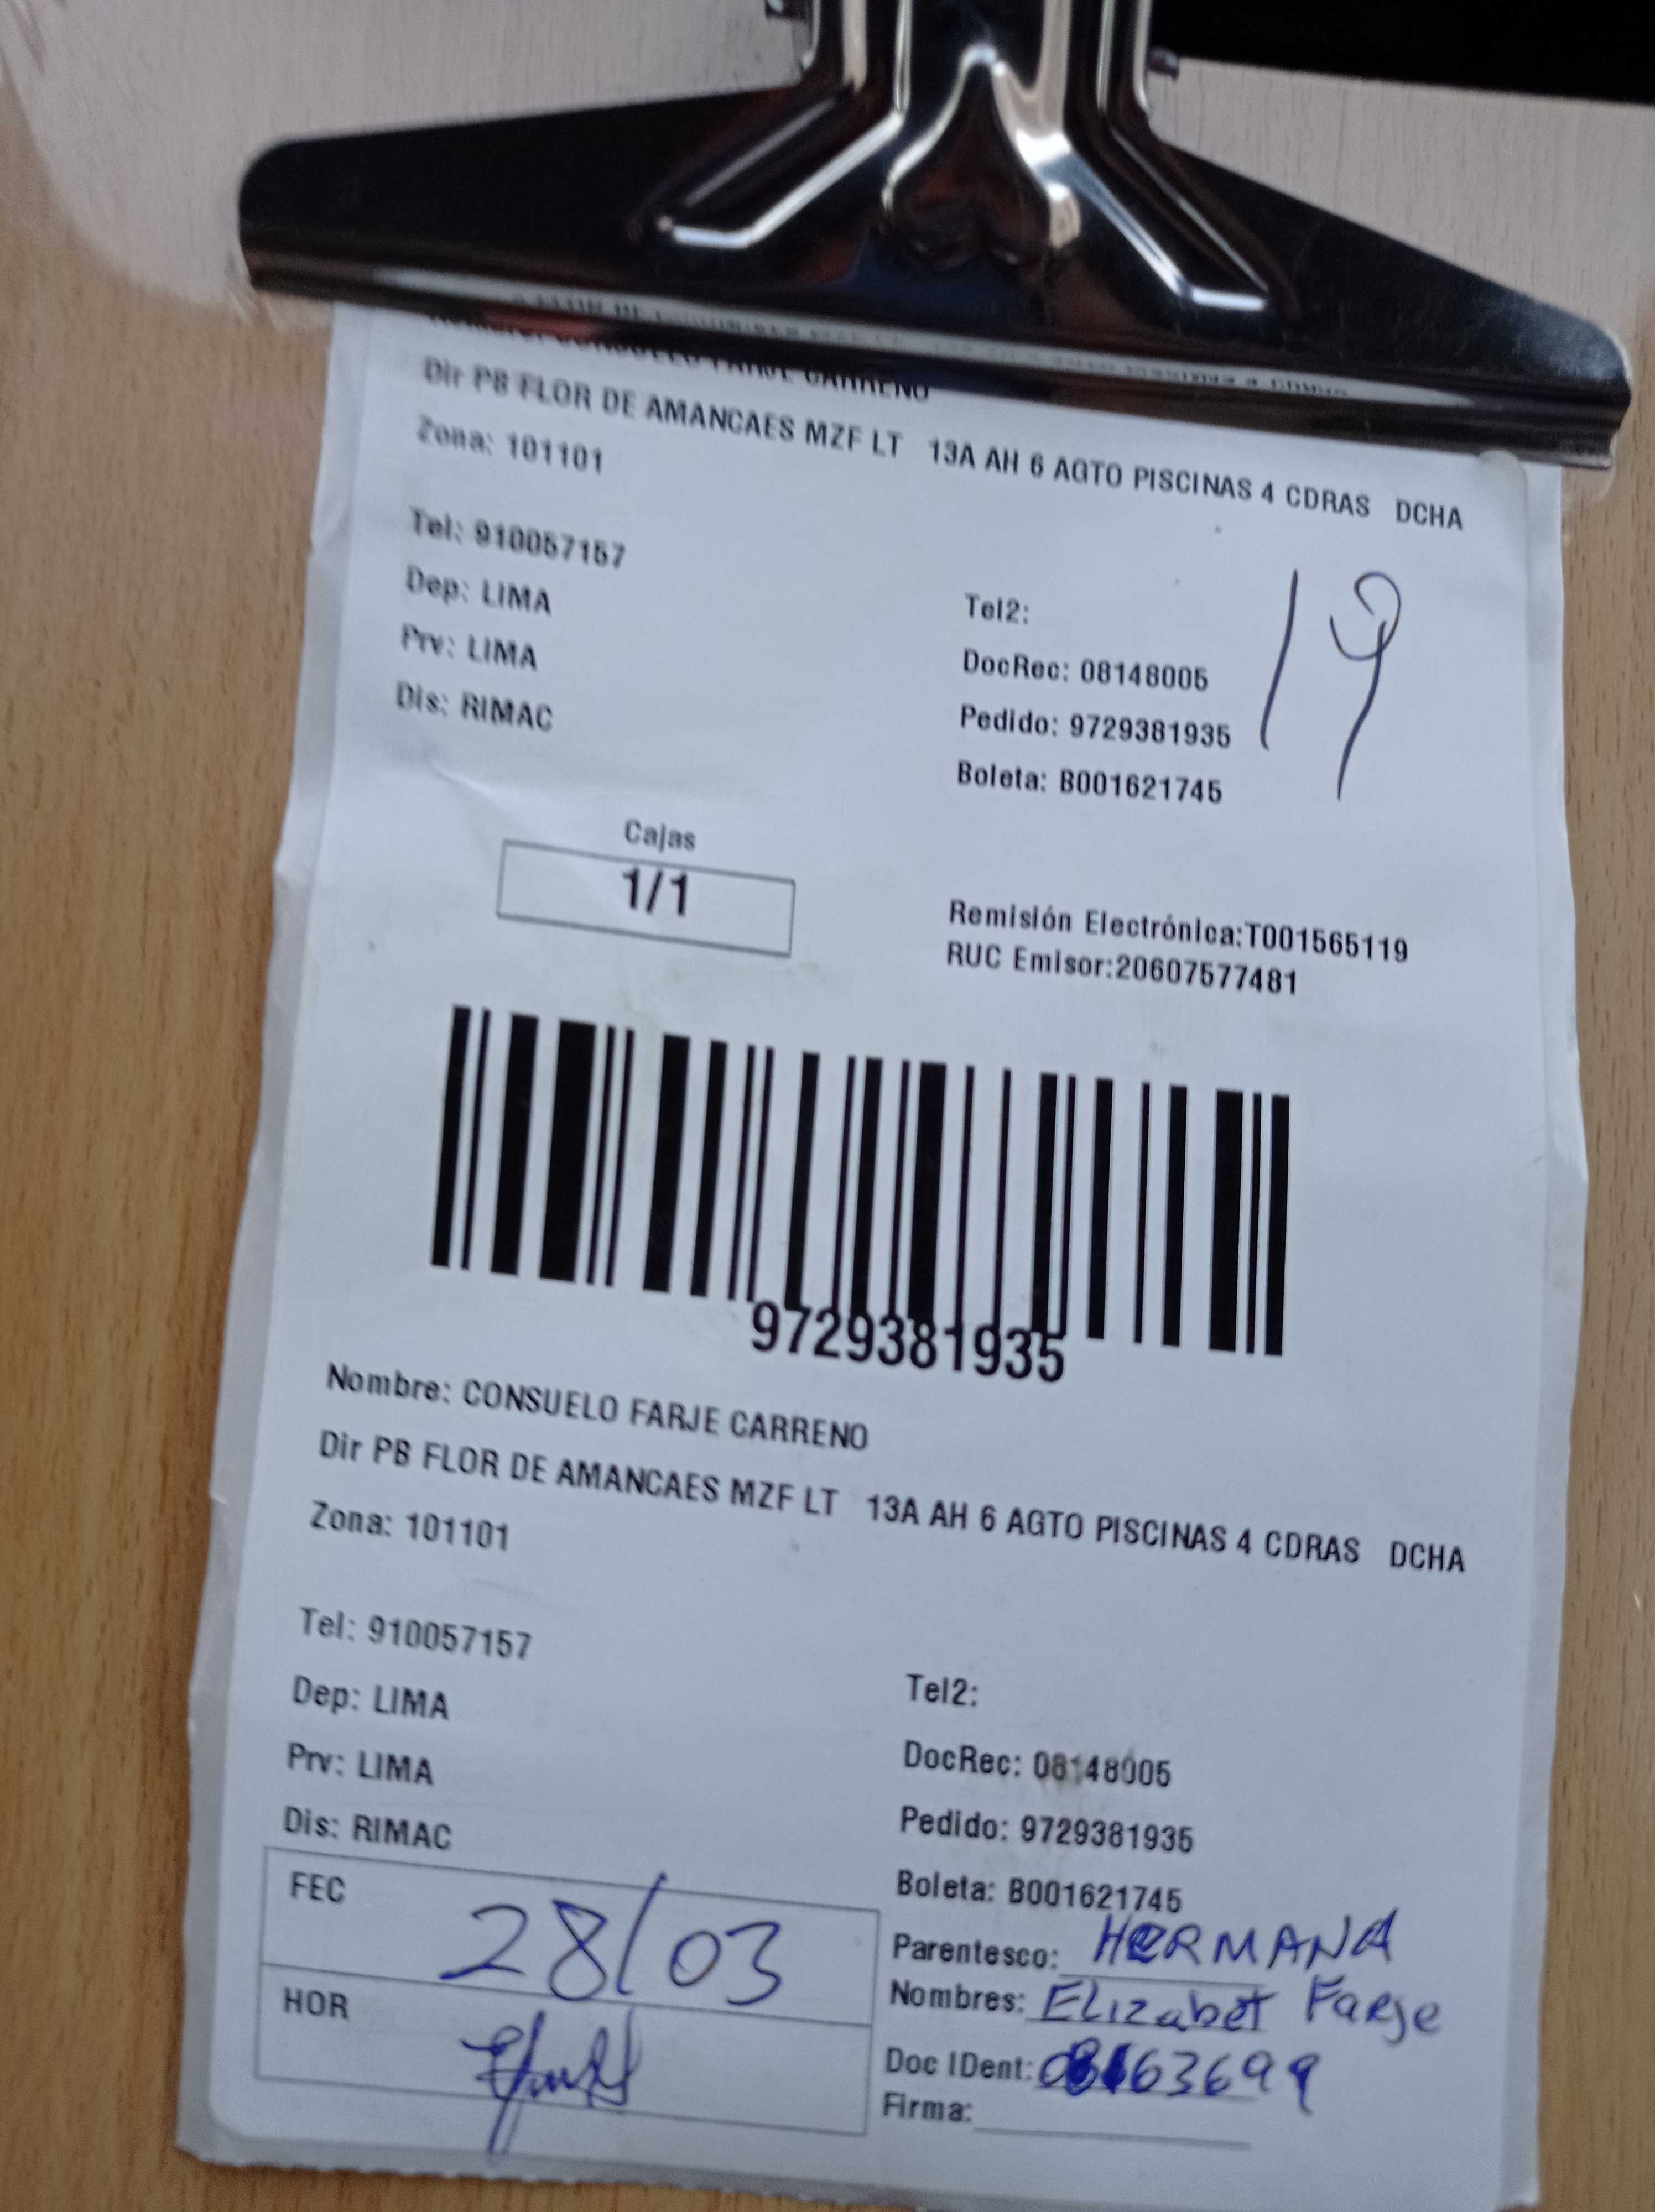 CONSUELO FARJE CARRENO
Dir PB FLOR DE AMANCAES MZF LT 13A AH 6 AGTO PISCINAS 4 CDRAS DCHA
Zona: 101101
Tel: 910057157
Tel2:
Dep: LIMA
DocRec: 08148005
Prv: LIMA
Pedido: 9729381935
Dis: RIMAC
Boleta: B001621745
19
Cajas
1/1
Remisión Electrónica:T001565119
RUC Emisor:20607577481
9729381935
Nombre: CONSUELO FARJE CARRENO
Dir PB FLOR DE AMANCAES MZF LT 13A AH 6 AGTO PISCINAS 4 CDRAS DCHA
Zona: 101101
Tel: 910057157
Tel2:
Dep: LIMA
DocRec: 08148005
Prv: LIMA
Pedido: 9729381935
Dis: RIMAC
Boleta: B001621745
FEC 28/03
HOR
Parentesco: HERMANA
Nombres: Elizabet Farje
Doc IDent:
Firma: